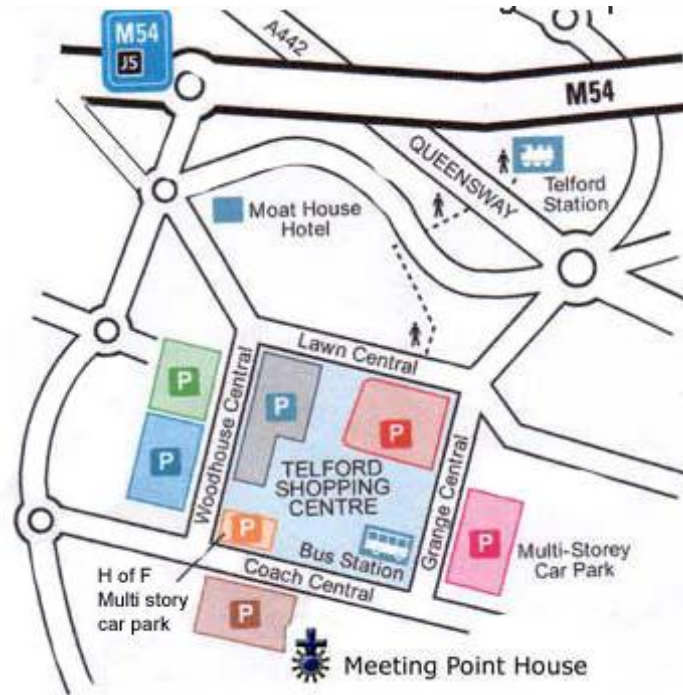 M54
J5
A442
M54
QUEENSWAY
Telford
Station
Moat House
Hotel
Lawn Central
Woodhouse Central
P
P
P
P
TELFORD
SHOPPING
CENTRE
Grange Central
P
P
Bus Station
Multi-Storey
Car Park
H of F
Multi story
car park
Coach Central
P
Meeting Point House